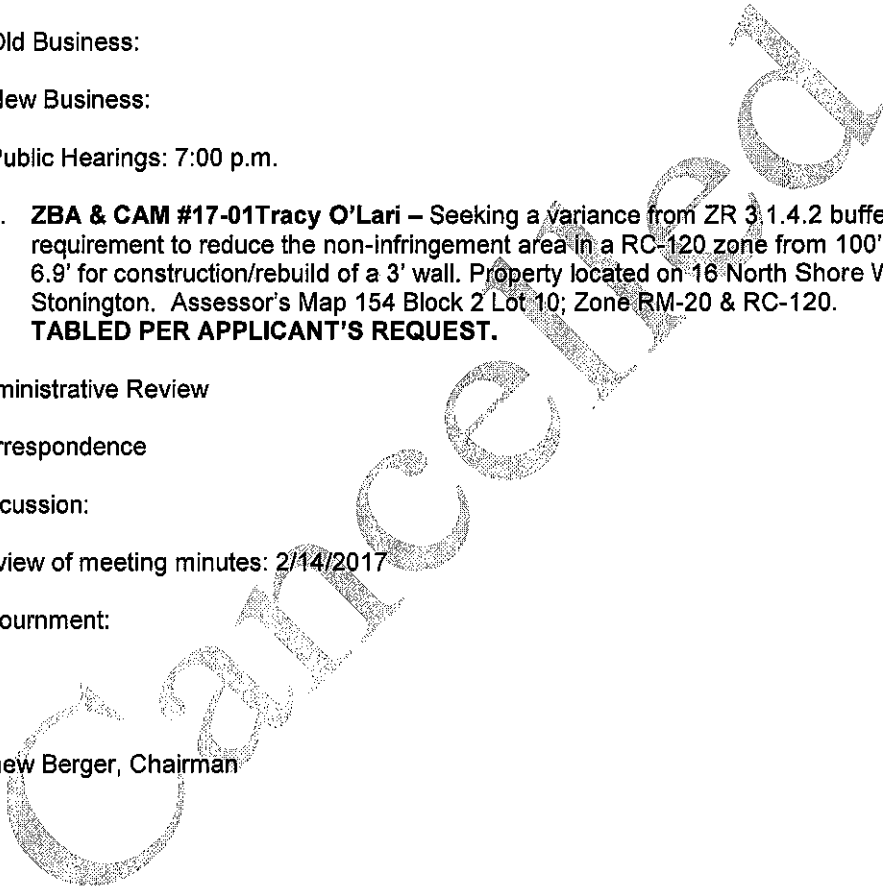 Old Business:
New Business:
Public Hearings: 7:00 p.m.
. ZBA & CAM #17-01Tracy O'Lari – Seeking a variance from ZR 3.1.4.2 buffe
requirement to reduce the non-infringement area in a RC-120 zone from 100'
6.9' for construction/rebuild of a 3' wall. Property located on 16 North Shore W
Stonington. Assessor's Map 154 Block 2 Lot 10; Zone RM-20 & RC-120.
TABLED PER APPLICANT'S REQUEST.
ministrative Review
rrespondence
cussion:
view of meeting minutes: 2/14/2017
ournment:
hew Berger, Chairman
Cancelled